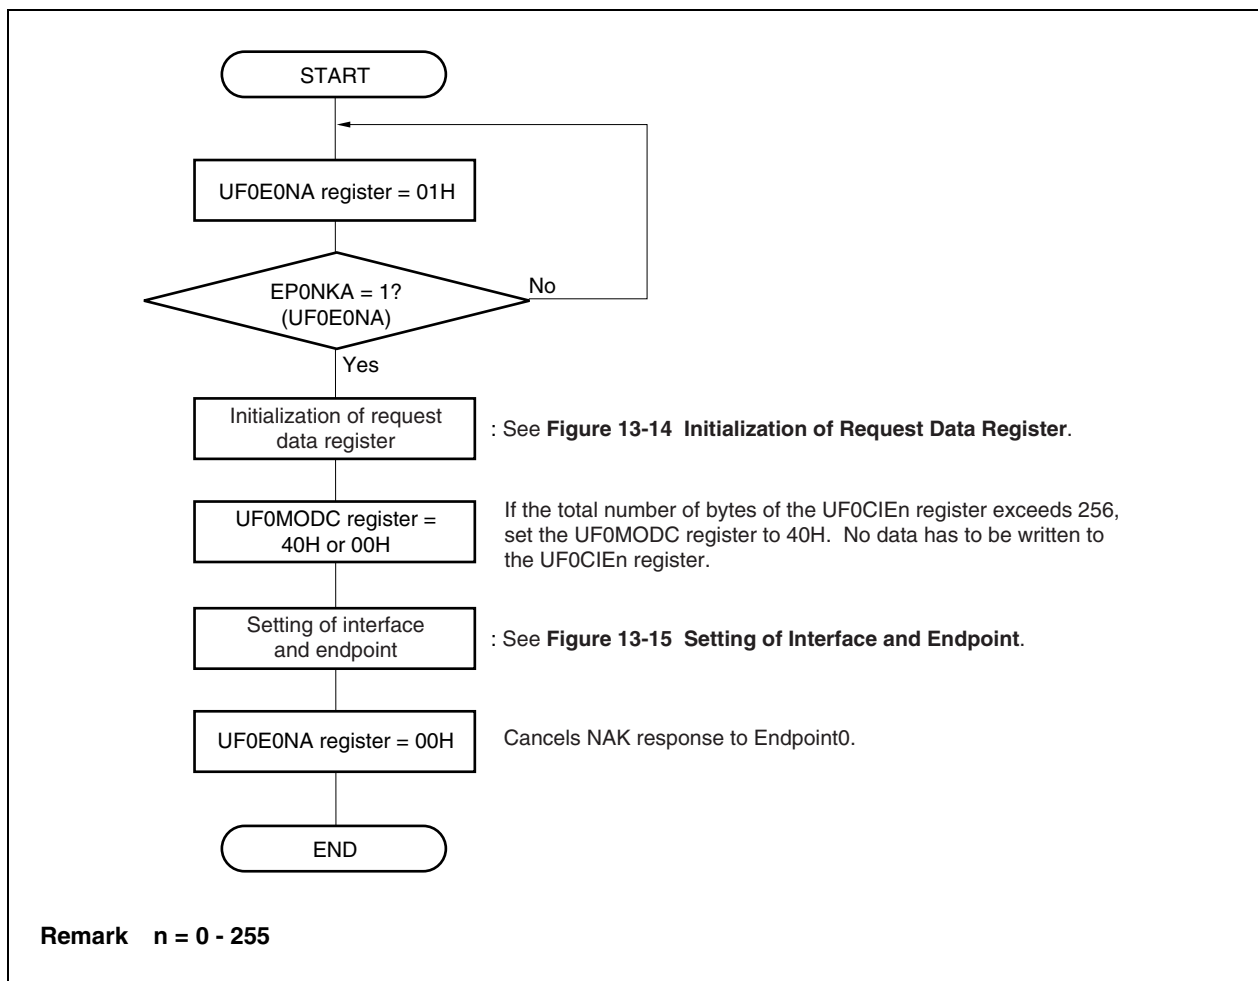 START
UF0E0NA register = 01H
EP0NKA = 1?
(UF0E0NA)
No
Yes
Initialization of request
data register
: See Figure 13-14 Initialization of Request Data Register.
UF0MODC register =
40H or 00H
If the total number of bytes of the UF0CIEn register exceeds 256,
set the UF0MODC register to 40H. No data has to be written to
the UF0CIEn register.
Setting of interface
and endpoint
: See Figure 13-15 Setting of Interface and Endpoint.
UF0E0NA register = 00H
Cancels NAK response to Endpoint0.
END
Remark n = 0 - 255